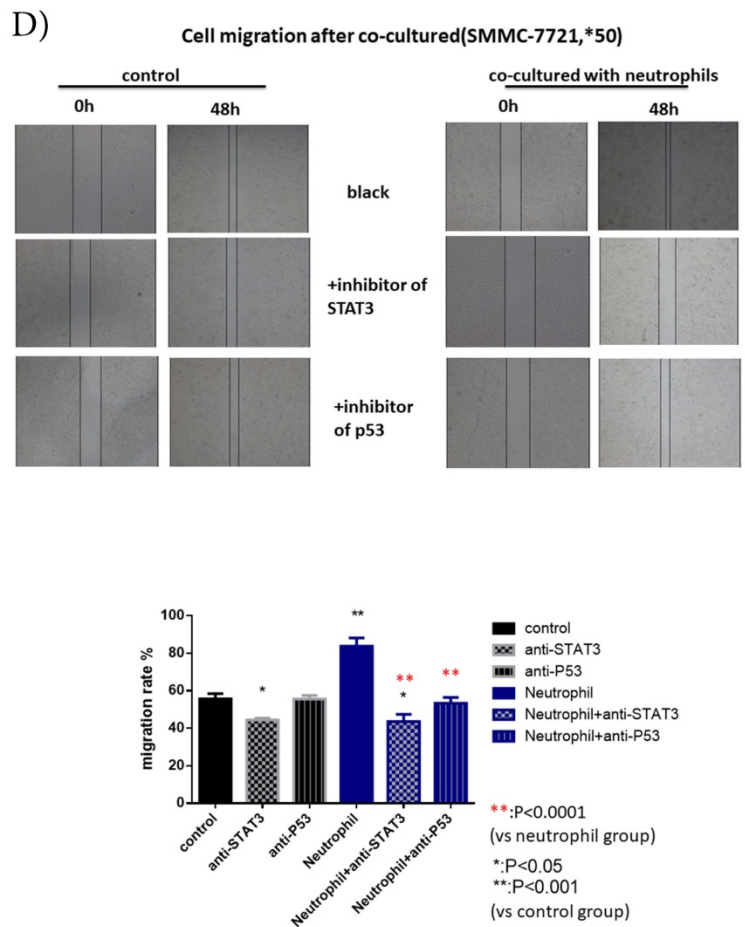 D)
Cell migration after co-cultured(SMMC-7721,*50)
control
co-cultured with neutrophils
0h
48h
0h
48h
black
+inhibitor of
STAT3
+inhibitor
of p53
migration rate %
100
80
60
40
20
0
*
**
**
*
**
control
anti-STAT3
anti-P53
Neutrophil
Neutrophil+anti-STAT3
Neutrophil+anti-P53
control
anti-STAT3
anti-P53
Neutrophil
Neutrophil+anti-STAT3
Neutrophil+anti-P53
**:P<0.0001
(vs neutrophil group)
*:P<0.05
**:P<0.001
(vs control group)